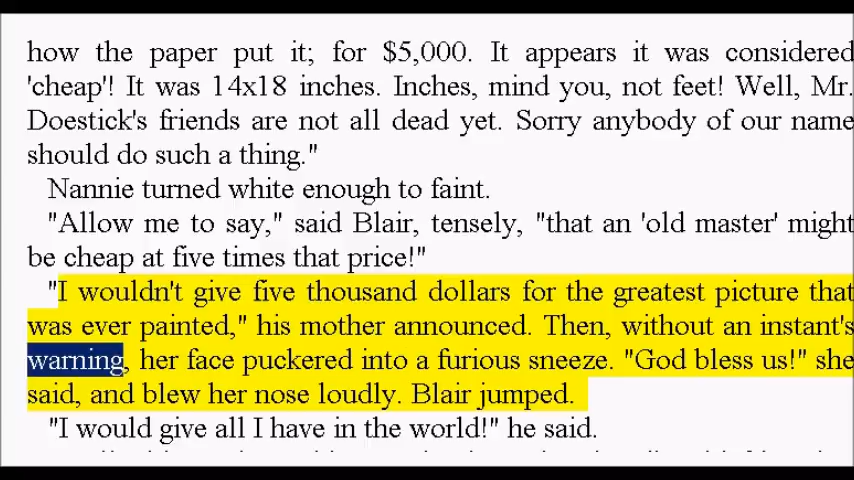 how the paper put it; for $5,000. It appears it was considered
'cheap'! It was 14x18 inches. Inches, mind you, not feet! Well, Mr.
Doestick's friends are not all dead yet. Sorry anybody of our name
should do such a thing."
Nannie turned white enough to faint.
"Allow me to say," said Blair, tensely, "that an 'old master' might
be cheap at five times that price!"
"I wouldn't give five thousand dollars for the greatest picture that
was ever painted," his mother announced. Then, without an instant's
warning, her face puckered into a furious sneeze. "God bless us!" she
said, and blew her nose loudly. Blair jumped.
"I would give all I have in the world!" he said.